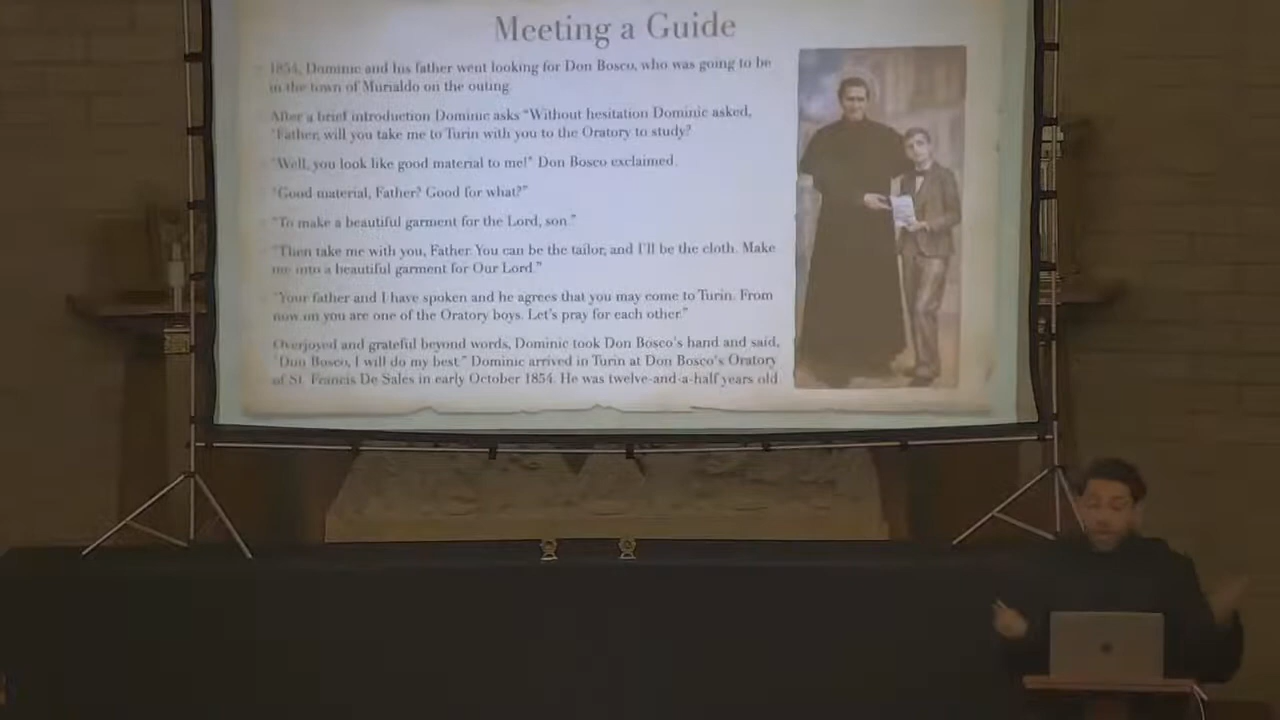 Meeting a Guide
1854, Dominic and his father went looking for Don Bosco, who was going to be
in the town of Murialdo on the outing.
After a brief introduction Dominic asks “Without hesitation Dominic asked,
“Father, will you take me to Turin with you to the Oratory to study?
“Well, you look like good material to me!” Don Bosco exclaimed.
“Good material, Father? Good for what?”
“To make a beautiful garment for the Lord, son.”
“Then take me with you, Father. You can be the tailor, and I’ll be the cloth. Make
me into a beautiful garment for Our Lord.”
“Your father and I have spoken and he agrees that you may come to Turin. From
now on you are one of the Oratory boys. Let’s pray for each other.”
Overjoyed and grateful beyond words, Dominic took Don Bosco’s hand and said,
“Don Bosco, I will do my best.” Dominic arrived in Turin at Don Bosco’s Oratory
of St. Francis De Sales in early October 1854. He was twelve-and-a-half years old